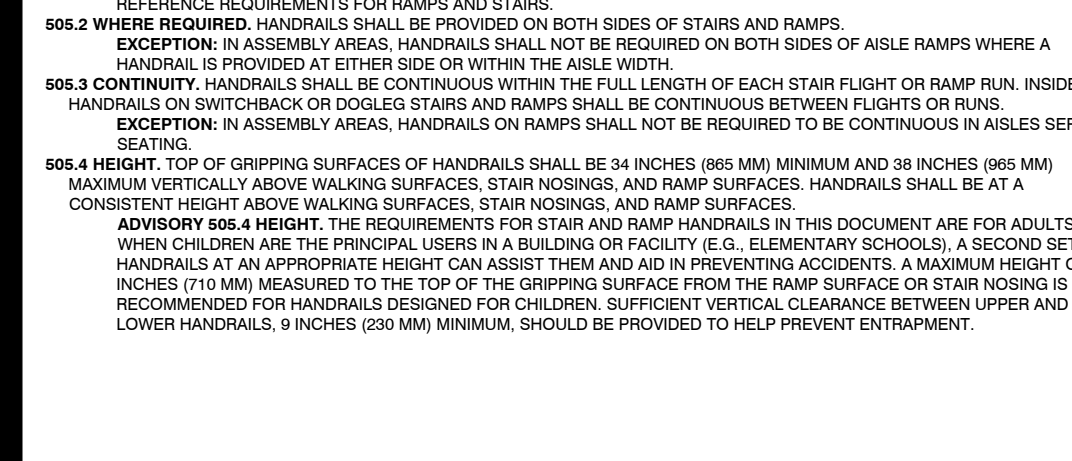 REFERENCE REQUIREMENTS FOR RAMPS AND STAIRS.
505.2 WHERE REQUIRED. HANDRAILS SHALL BE PROVIDED ON BOTH SIDES OF STAIRS AND RAMPS.
EXCEPTION: IN ASSEMBLY AREAS, HANDRAILS SHALL NOT BE REQUIRED ON BOTH SIDES OF AISLE RAMPS WHERE A
HANDRAIL IS PROVIDED AT EITHER SIDE OR WITHIN THE AISLE WIDTH.
505.3 CONTINUITY. HANDRAILS SHALL BE CONTINUOUS WITHIN THE FULL LENGTH OF EACH STAIR FLIGHT OR RAMP RUN. INSIDE
HANDRAILS ON SWITCHBACK OR DOGLEG STAIRS AND RAMPS SHALL BE CONTINUOUS BETWEEN FLIGHTS OR RUNS.
EXCEPTION: IN ASSEMBLY AREAS, HANDRAILS ON RAMPS SHALL NOT BE REQUIRED TO BE CONTINUOUS IN AISLES SER
SEATING.
505.4 HEIGHT. TOP OF GRIPPING SURFACES OF HANDRAILS SHALL BE 34 INCHES (865 MM) MINIMUM AND 38 INCHES (965 MM)
MAXIMUM VERTICALLY ABOVE WALKING SURFACES, STAIR NOSINGS, AND RAMP SURFACES. HANDRAILS SHALL BE AT A
CONSISTENT HEIGHT ABOVE WALKING SURFACES, STAIR NOSINGS, AND RAMP SURFACES.
ADVISORY 505.4 HEIGHT. THE REQUIREMENTS FOR STAIR AND RAMP HANDRAILS IN THIS DOCUMENT ARE FOR ADULTS
WHEN CHILDREN ARE THE PRINCIPAL USERS IN A BUILDING OR FACILITY (E.G., ELEMENTARY SCHOOLS), A SECOND SET
HANDRAILS AT AN APPROPRIATE HEIGHT CAN ASSIST THEM AND AID IN PREVENTING ACCIDENTS. A MAXIMUM HEIGHT
INCHES (710 MM) MEASURED TO THE TOP OF THE GRIPPING SURFACE FROM THE RAMP SURFACE OR STAIR NOSING IS
RECOMMENDED FOR HANDRAILS DESIGNED FOR CHILDREN. SUFFICIENT VERTICAL CLEARANCE BETWEEN UPPER AND
LOWER HANDRAILS, 9 INCHES (230 MM) MINIMUM, SHOULD BE PROVIDED TO HELP PREVENT ENTRAPMENT.